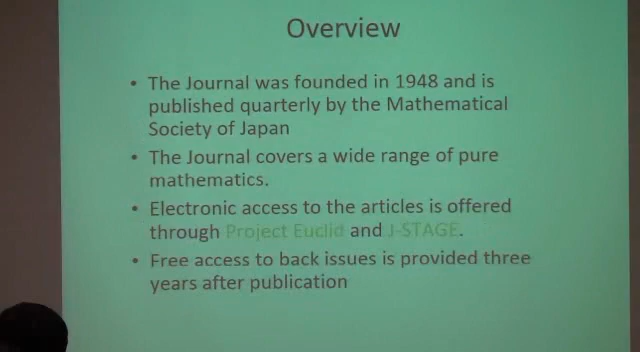 Overview
• The Journal was founded in 1948 and is
published quarterly by the Mathematical
Society of Japan
• The Journal covers a wide range of pure
mathematics.
• Electronic access to the articles is offered
through Project Euclid and J-STAGE.
• Free access to back issues is provided three
years after publication